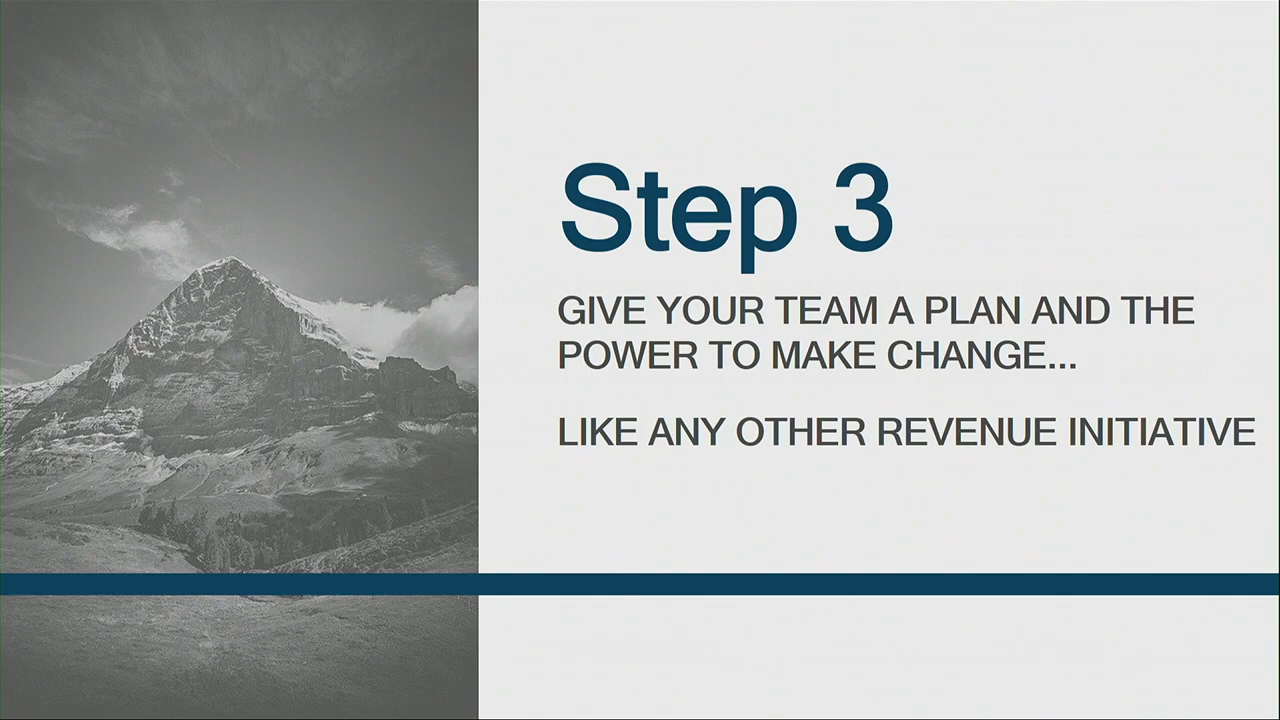 Step 3
GIVE YOUR TEAM A PLAN AND THE
POWER TO MAKE CHANGE...
LIKE ANY OTHER REVENUE INITIATIVE